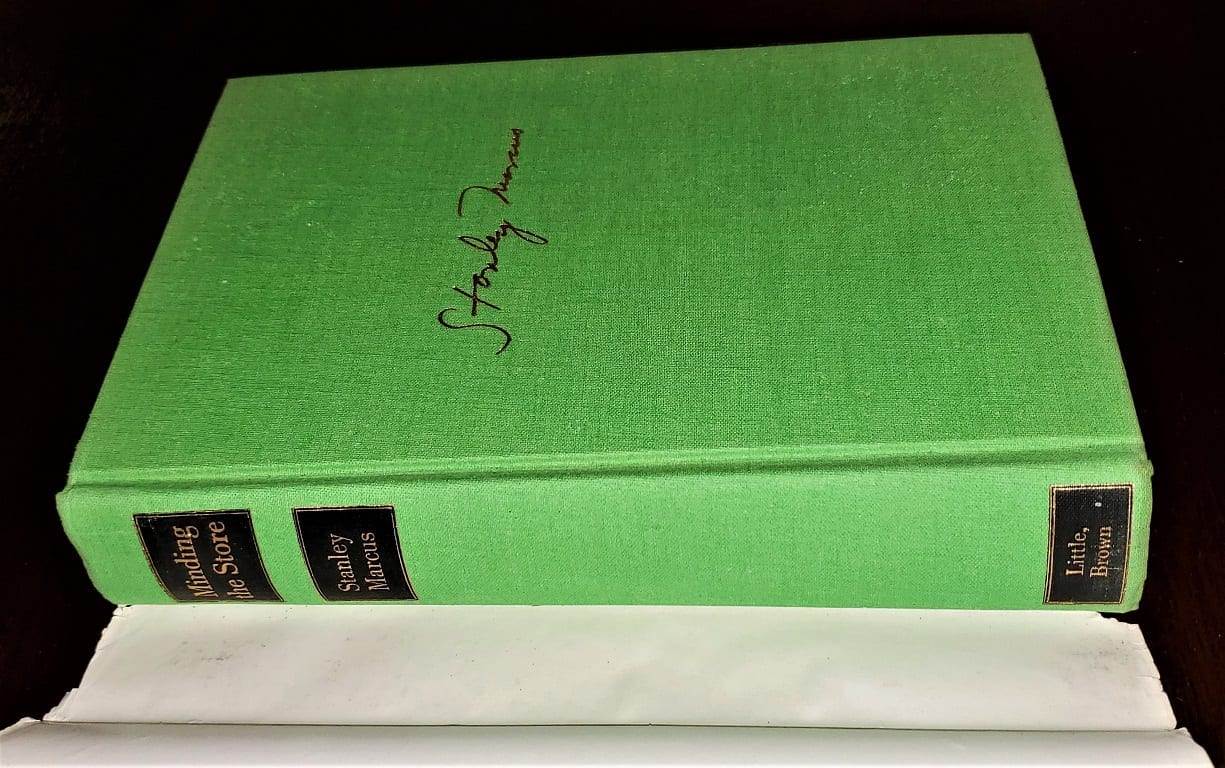 Stanley Marcus
Minding
the Store
Stanley
Marcus
Little,
Brown